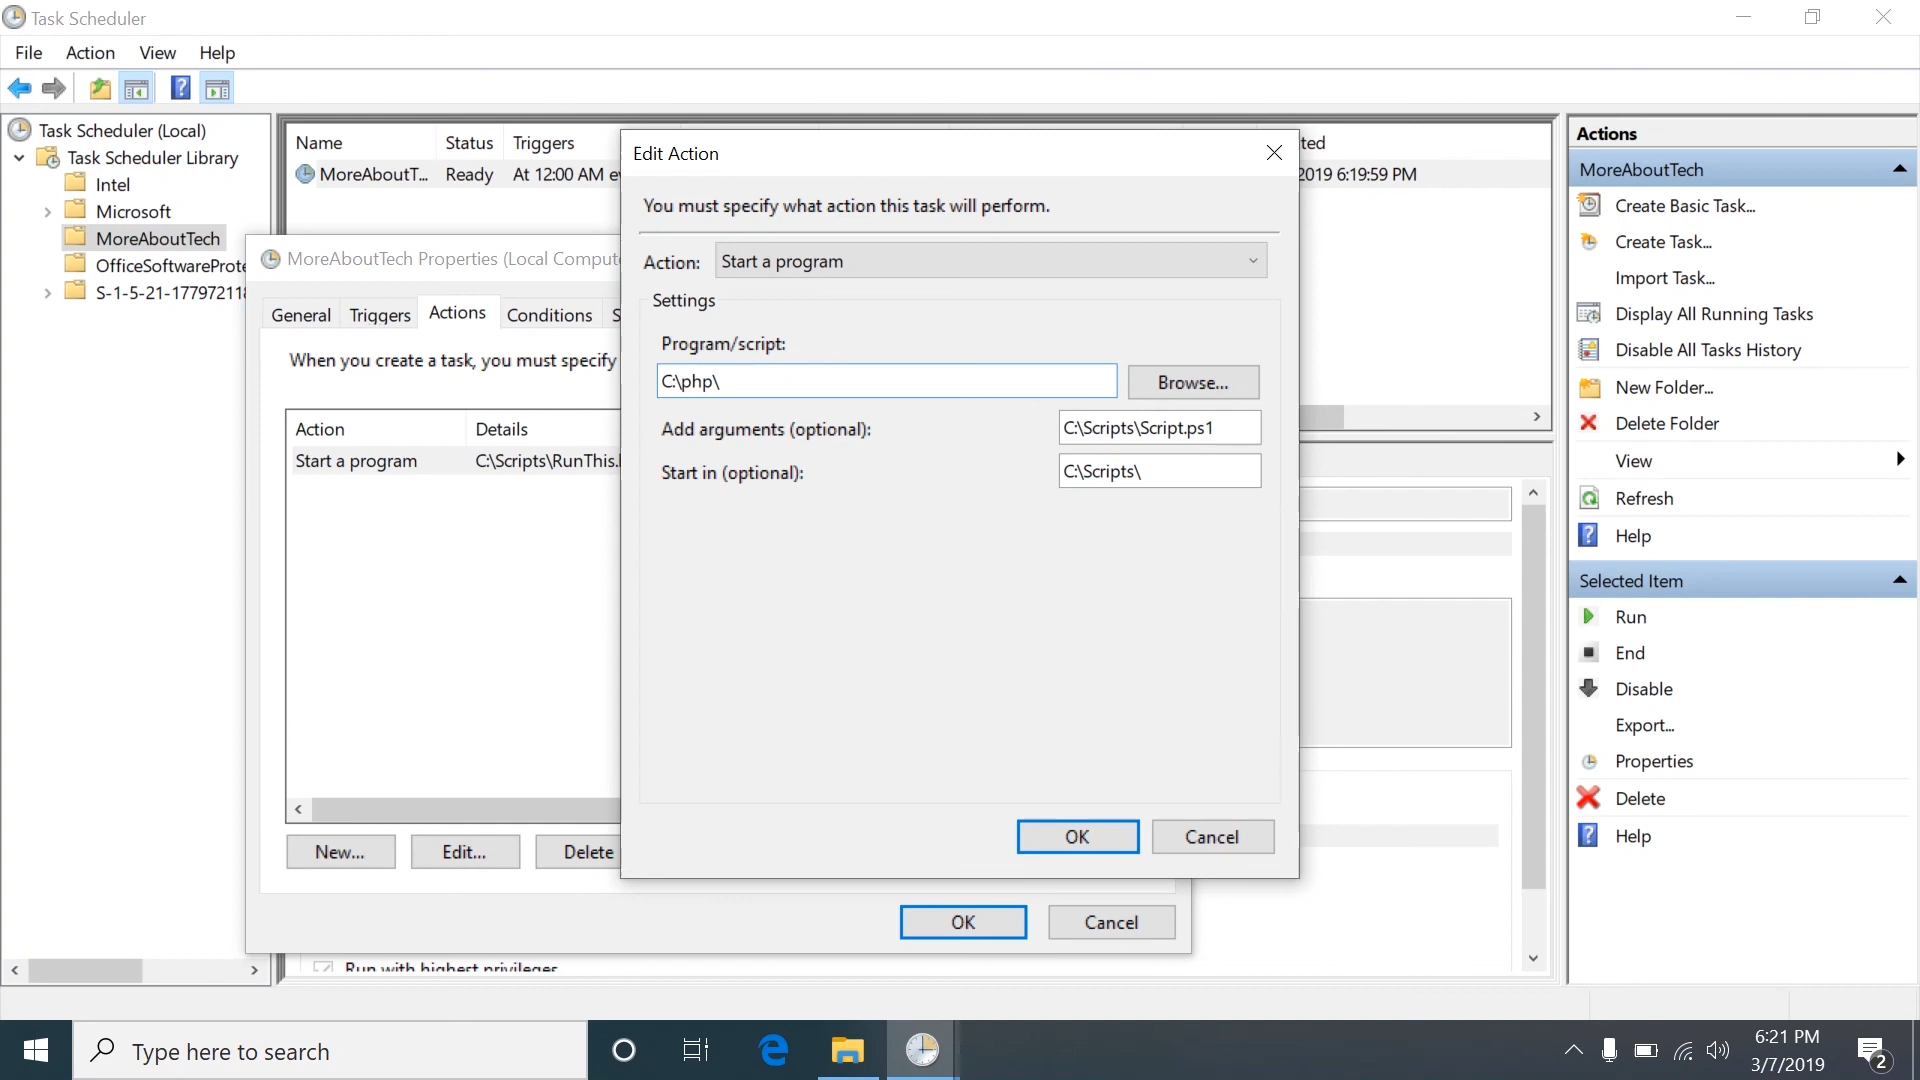 Task Scheduler
File Action View Help
Task Scheduler (Local)
Task Scheduler Library
Intel
Microsoft
MoreAboutTech
OfficeSoftwareProte
S-1-5-21-177972118
Name Status Triggers
MoreAboutT... Ready At 12:00 AM
2019 6:19:59 PM
MoreAboutTech Properties (Local Compute
General Triggers Actions Conditions
When you create a task, you must specify
Action Details
Start a program C:\Scripts\RunThis.
New... Edit... Delete
OK Cancel
Run with highest privileges
Edit Action
You must specify what action this task will perform.
Action: Start a program
Settings
Program/script:
C:\php\ Browse...
Add arguments (optional): C:\Scripts\Script.ps1
Start in (optional): C:\Scripts\
OK Cancel
Actions
MoreAboutTech
Create Basic Task...
Create Task...
Import Task...
Display All Running Tasks
Disable All Tasks History
New Folder...
Delete Folder
View
Refresh
Help
Selected Item
Run
End
Disable
Export...
Properties
Delete
Help
Type here to search
6:21 PM
3/7/2019
2